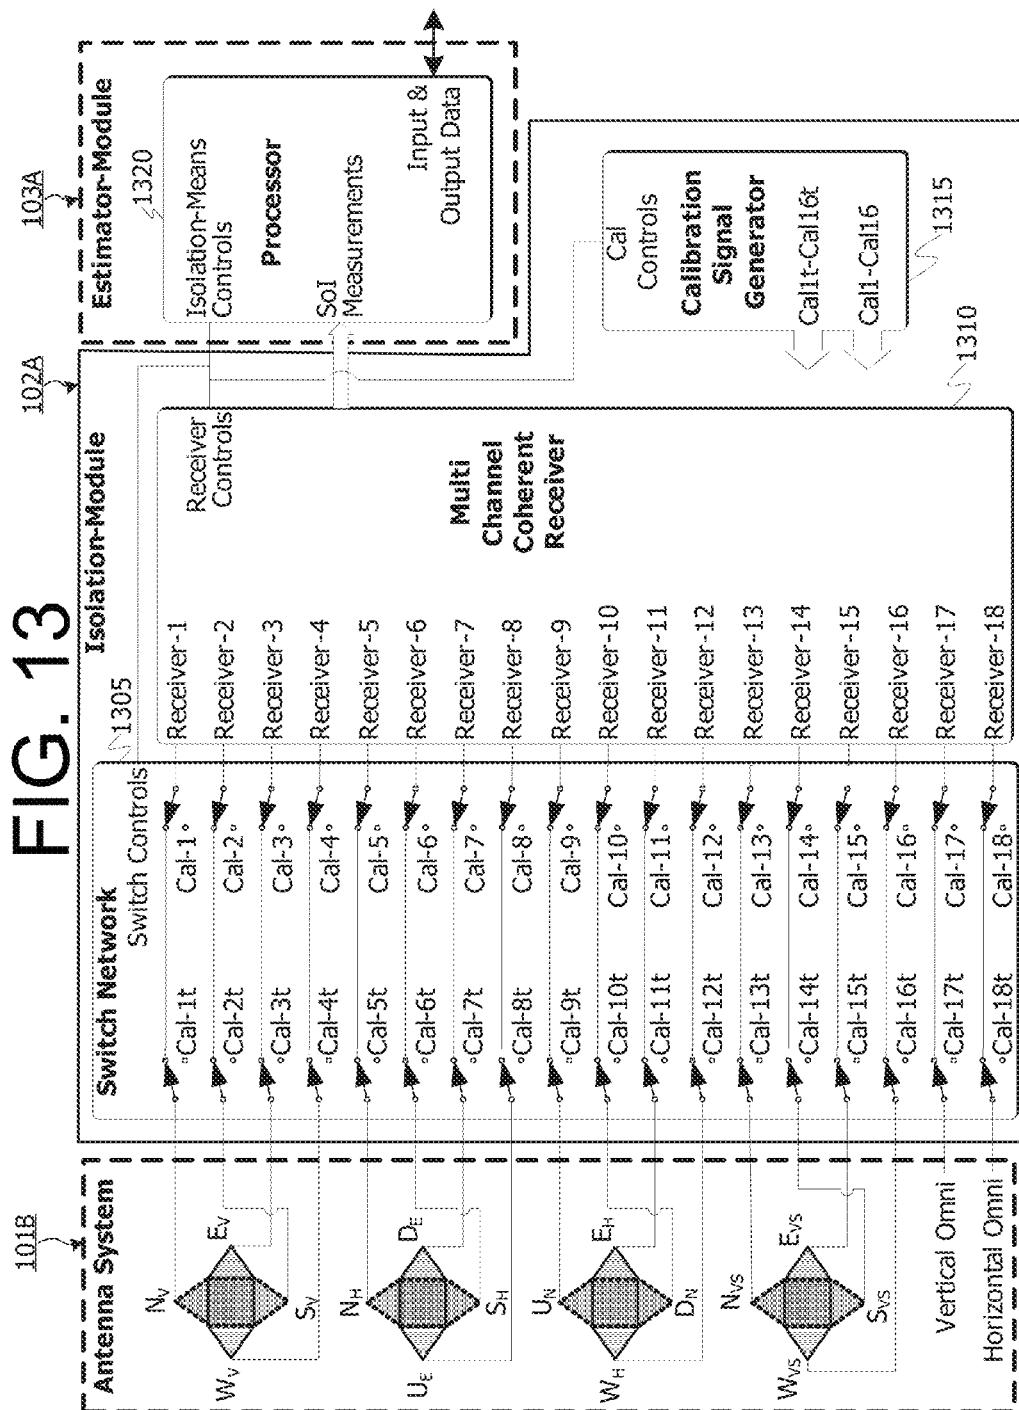 FIG. 13
101B
Antenna System
NV
EV
SV
WV
NH
DE
SH
UE
UN
EH
DN
WH
NVS
EVS
SVS
WVS
Vertical Omni
Horizontal Omni
102A
Isolation-Module
Switch Network
1305
Switch Controls
Cal-1t
Cal-2t
Cal-3t
Cal-4t
Cal-5t
Cal-6t
Cal-7t
Cal-8t
Cal-9t
Cal-10t
Cal-11t
Cal-12t
Cal-13t
Cal-14t
Cal-15t
Cal-16t
Cal-17t
Cal-18t
Cal-1
Cal-2
Cal-3
Cal-4
Cal-5
Cal-6
Cal-7
Cal-8
Cal-9
Cal-10
Cal-11
Cal-12
Cal-13
Cal-14
Cal-15
Cal-16
Cal-17
Cal-18
Receiver-1
Receiver-2
Receiver-3
Receiver-4
Receiver-5
Receiver-6
Receiver-7
Receiver-8
Receiver-9
Receiver-10
Receiver-11
Receiver-12
Receiver-13
Receiver-14
Receiver-15
Receiver-16
Receiver-17
Receiver-18
Receiver
Controls
Multi
Channel
Coherent
Receiver
1310
103A
Estimator-Module
1320
Isolation-Means
Controls
Processor
SoI
Measurements
Input &
Output Data
Cal
Controls
Calibration
Signal
Generator
Cal1t-Cal16t
Cal1-Cal16
1315